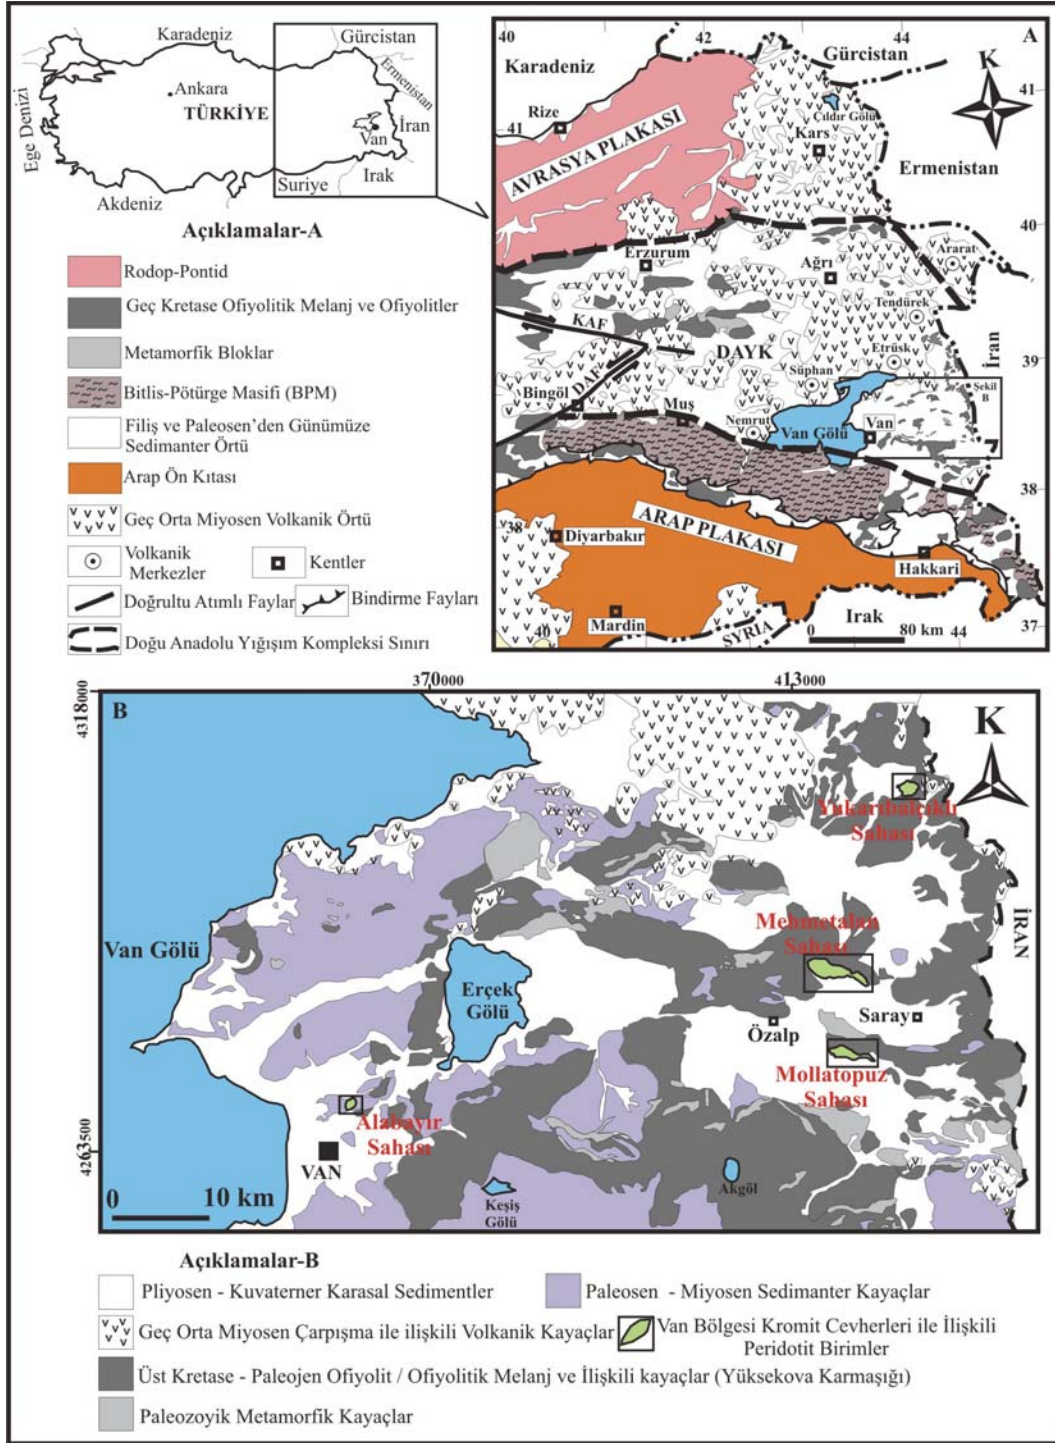 Karadeniz
Gürcistan
Ermenistan
Ankara
TÜRKİYE
Van
İran
Ege Denizi
Suriye
Irak
Akdeniz
Açıklamalar-A
Rodop-Pontid
Geç Kretase Ofiyolitik Melanj ve Ofiyolitler
Metamorfik Bloklar
Bitlis-Pötürge Masifi (BPM)
Filiş ve Paleosen'den Günümüze
Sedimanter Örtü
Arap Ön Kıtası
Geç Orta Miyosen Volkanik Örtü
Volkanik
Merkezler
Kentler
Doğrultu Atımlı Faylar
Bindirme Fayları
Doğu Anadolu Yığışım Kompleksi Sınırı
40
42
44
A
Karadeniz
Gürcistan
K
41
Çıldır Gölü
Rize
41
Kars
AVRASYA PLAKASI
Ermenistan
40
Erzurum
Ağrı
Ararat
Tendürek
KAF
DAYK
Etrüsk
İran
39
DAF
Süphan
Şekil
B
Bingöl
Muş
Nemrut
Van Gölü
Van
38
38
Diyarbakır
ARAP PLAKASI
Hakkari
Mardin
Irak
SYRIA
40
0
80 km
44
37
370000
413000
4318000
B
K
Yukarıbalçıklı
Sahası
İRAN
Mehmetalan
Sahası
Van Gölü
Erçek
Gölü
Özalp
Saray
Mollatopuz
Sahası
Alabayır
Sahası
4263500
VAN
Akgöl
0
10 km
Keşiş
Gölü
Açıklamalar-B
Pliyosen - Kuvaterner Karasal Sedimentler
Paleosen - Miyosen Sedimanter Kayaçlar
Geç Orta Miyosen Çarpışma ile ilişkili Volkanik Kayaçlar
Van Bölgesi Kromit Cevherleri ile İlişkili
Peridotit Birimler
Üst Kretase - Paleojen Ofiyolit / Ofiyolitik Melanj ve İlişkili kayaçlar (Yüksekova Karmaşığı)
Paleozoyik Metamorfik Kayaçlar